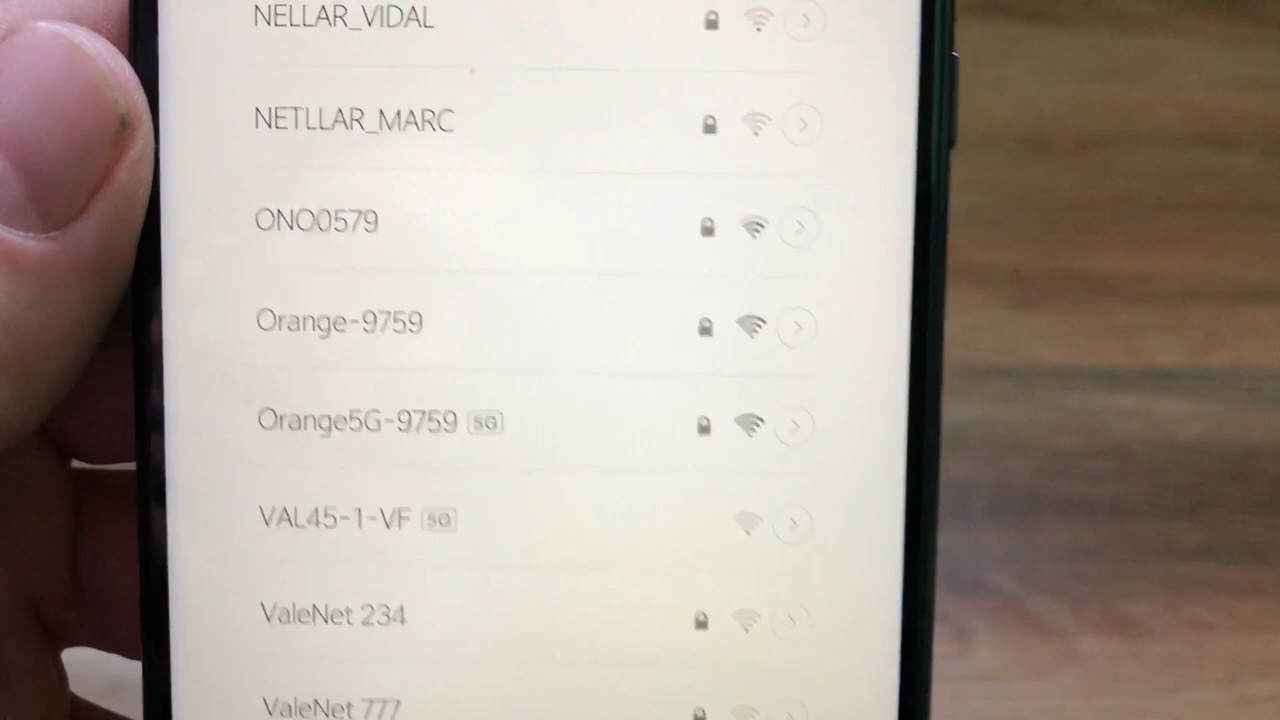 NELLAR_VIDAL
NETLLAR_MARC
ONO0579
Orange-9759
Orange5G-9759 5G
VAL45-1-VF 5G
ValeNet 234
ValeNet 777